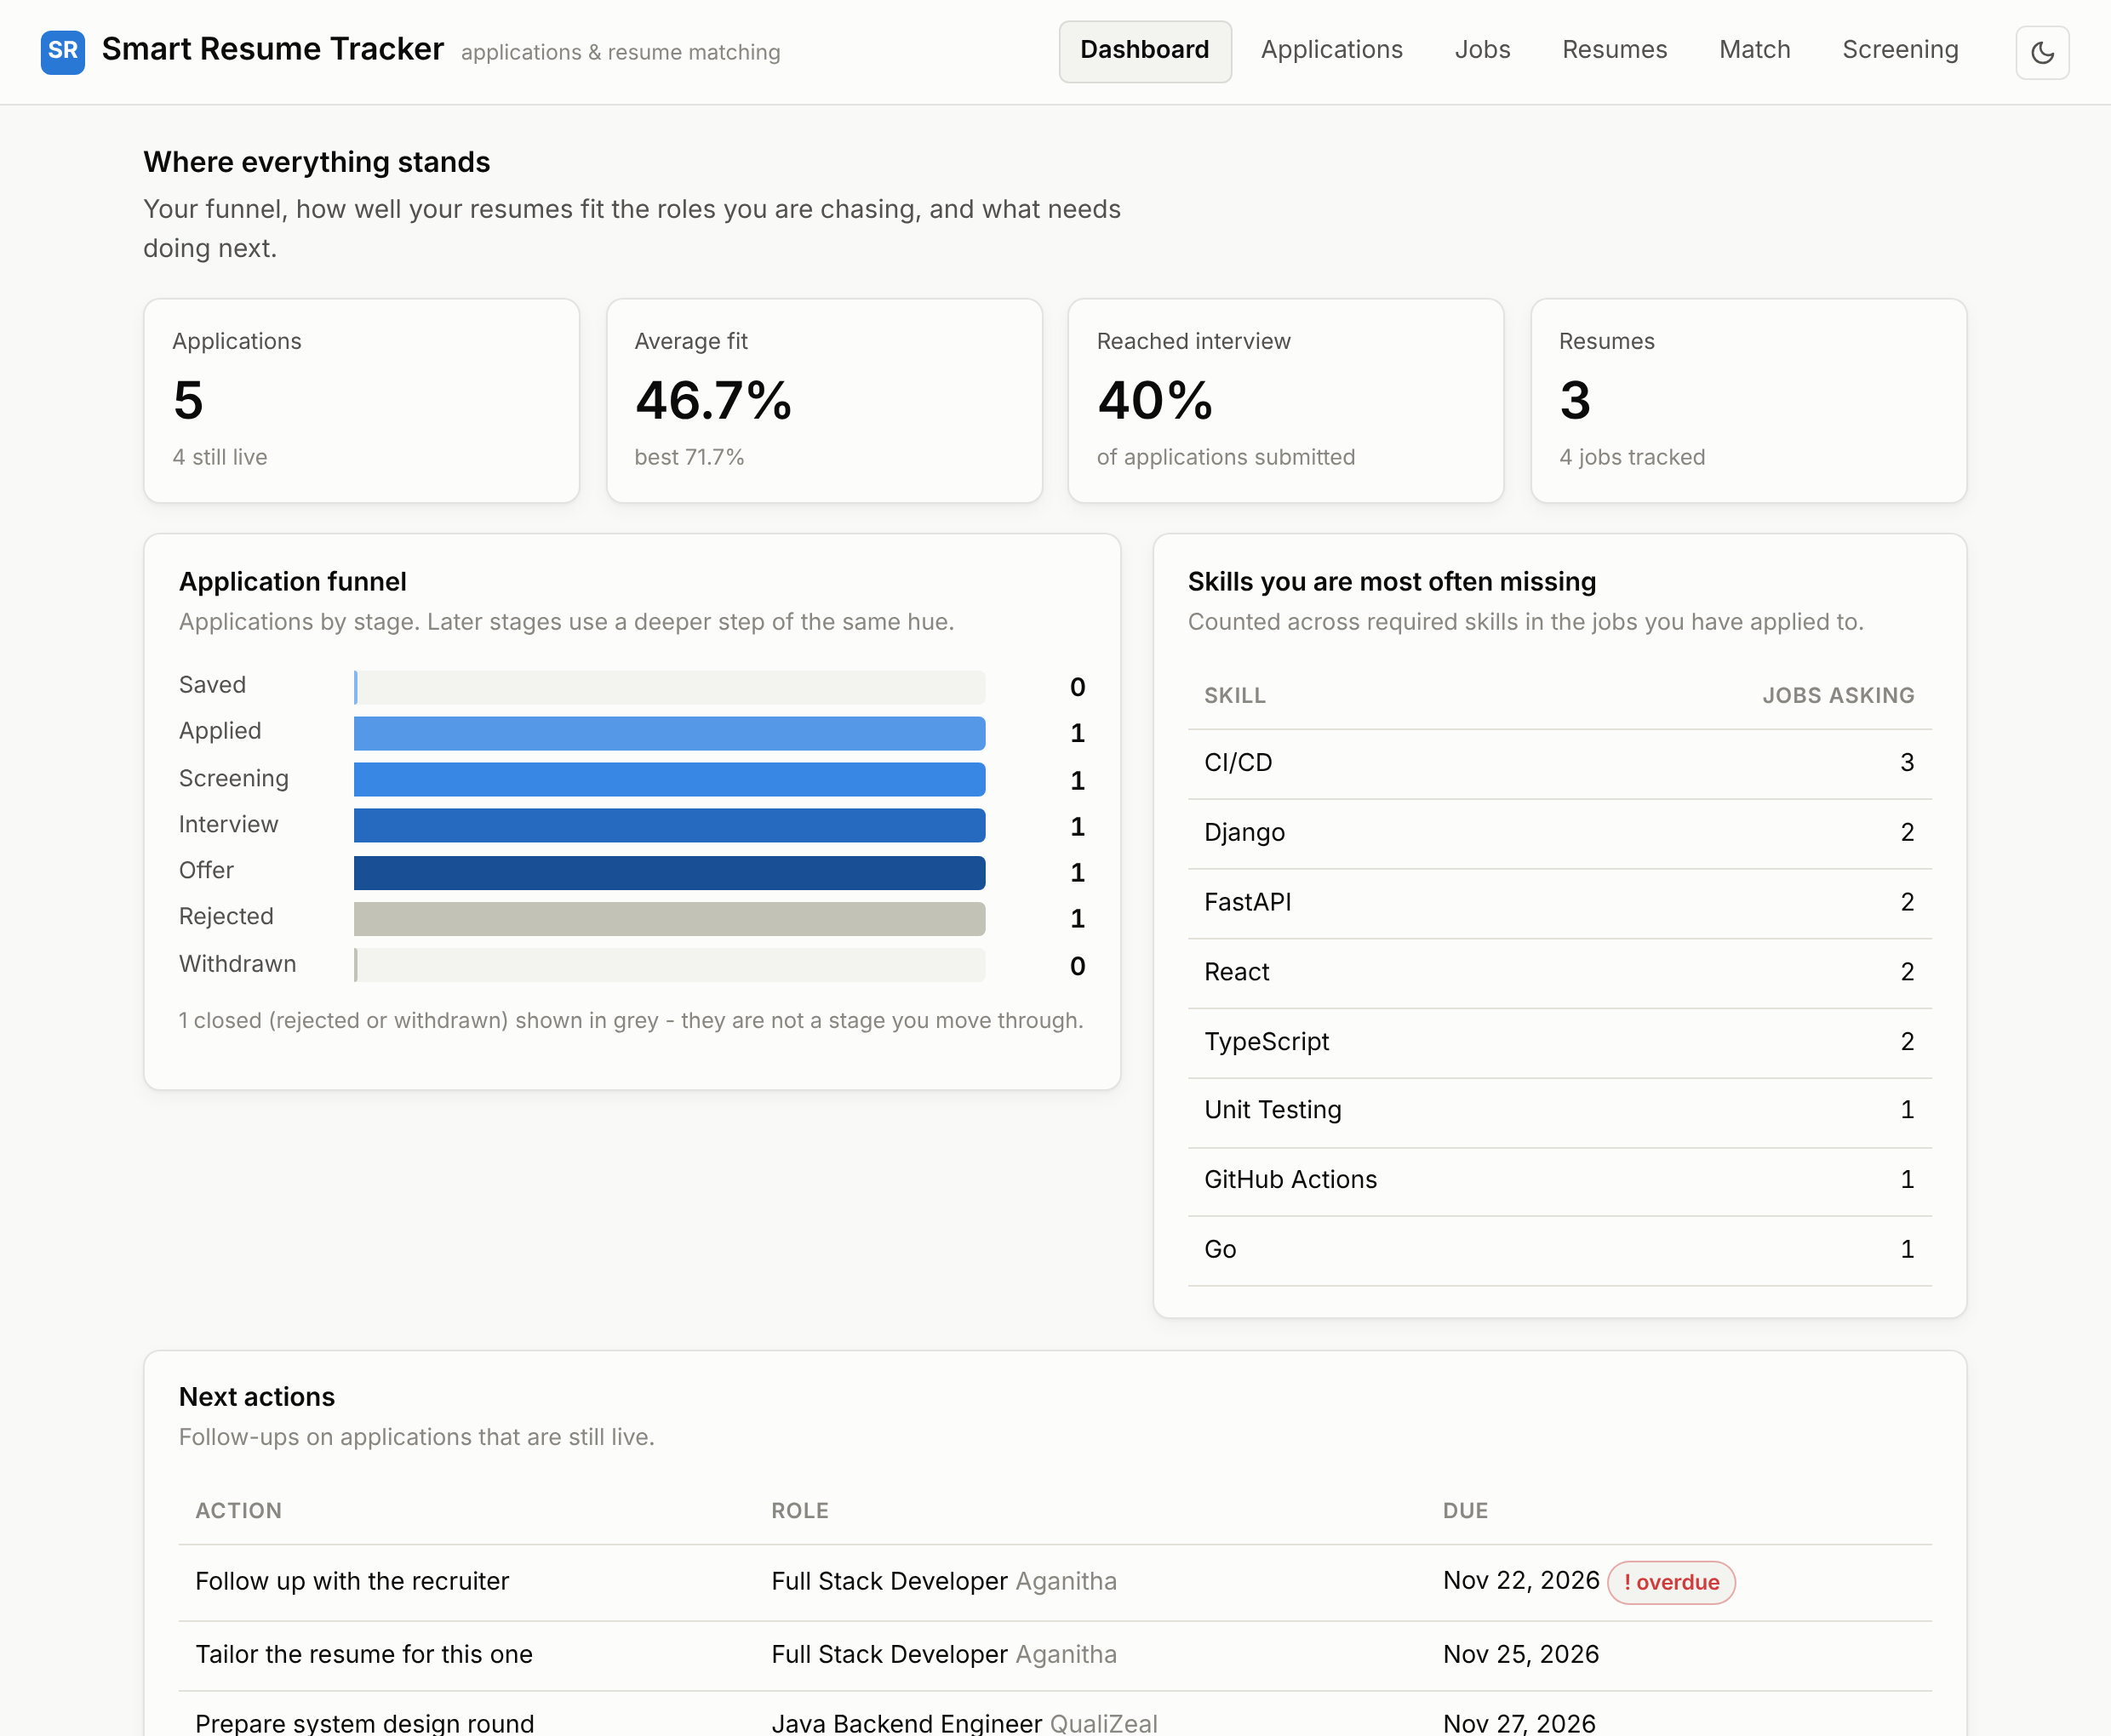 SR Smart Resume Tracker applications & resume matching Dashboard Applications Jobs Resumes Match Screening
Where everything stands
Your funnel, how well your resumes fit the roles you are chasing, and what needs
doing next.
Applications
5
4 still live
Average fit
46.7%
best 71.7%
Reached interview
40%
of applications submitted
Resumes
3
4 jobs tracked
Application funnel
Applications by stage. Later stages use a deeper step of the same hue.
Saved 0
Applied 1
Screening 1
Interview 1
Offer 1
Rejected 1
Withdrawn 0
1 closed (rejected or withdrawn) shown in grey - they are not a stage you move through.
Skills you are most often missing
Counted across required skills in the jobs you have applied to.
SKILL JOBS ASKING
CI/CD 3
Django 2
FastAPI 2
React 2
TypeScript 2
Unit Testing 1
GitHub Actions 1
Go 1
Next actions
Follow-ups on applications that are still live.
ACTION ROLE DUE
Follow up with the recruiter Full Stack Developer Aganitha Nov 22, 2026 ! overdue
Tailor the resume for this one Full Stack Developer Aganitha Nov 25, 2026
Prepare system design round Java Backend Engineer QualiZeal Nov 27, 2026